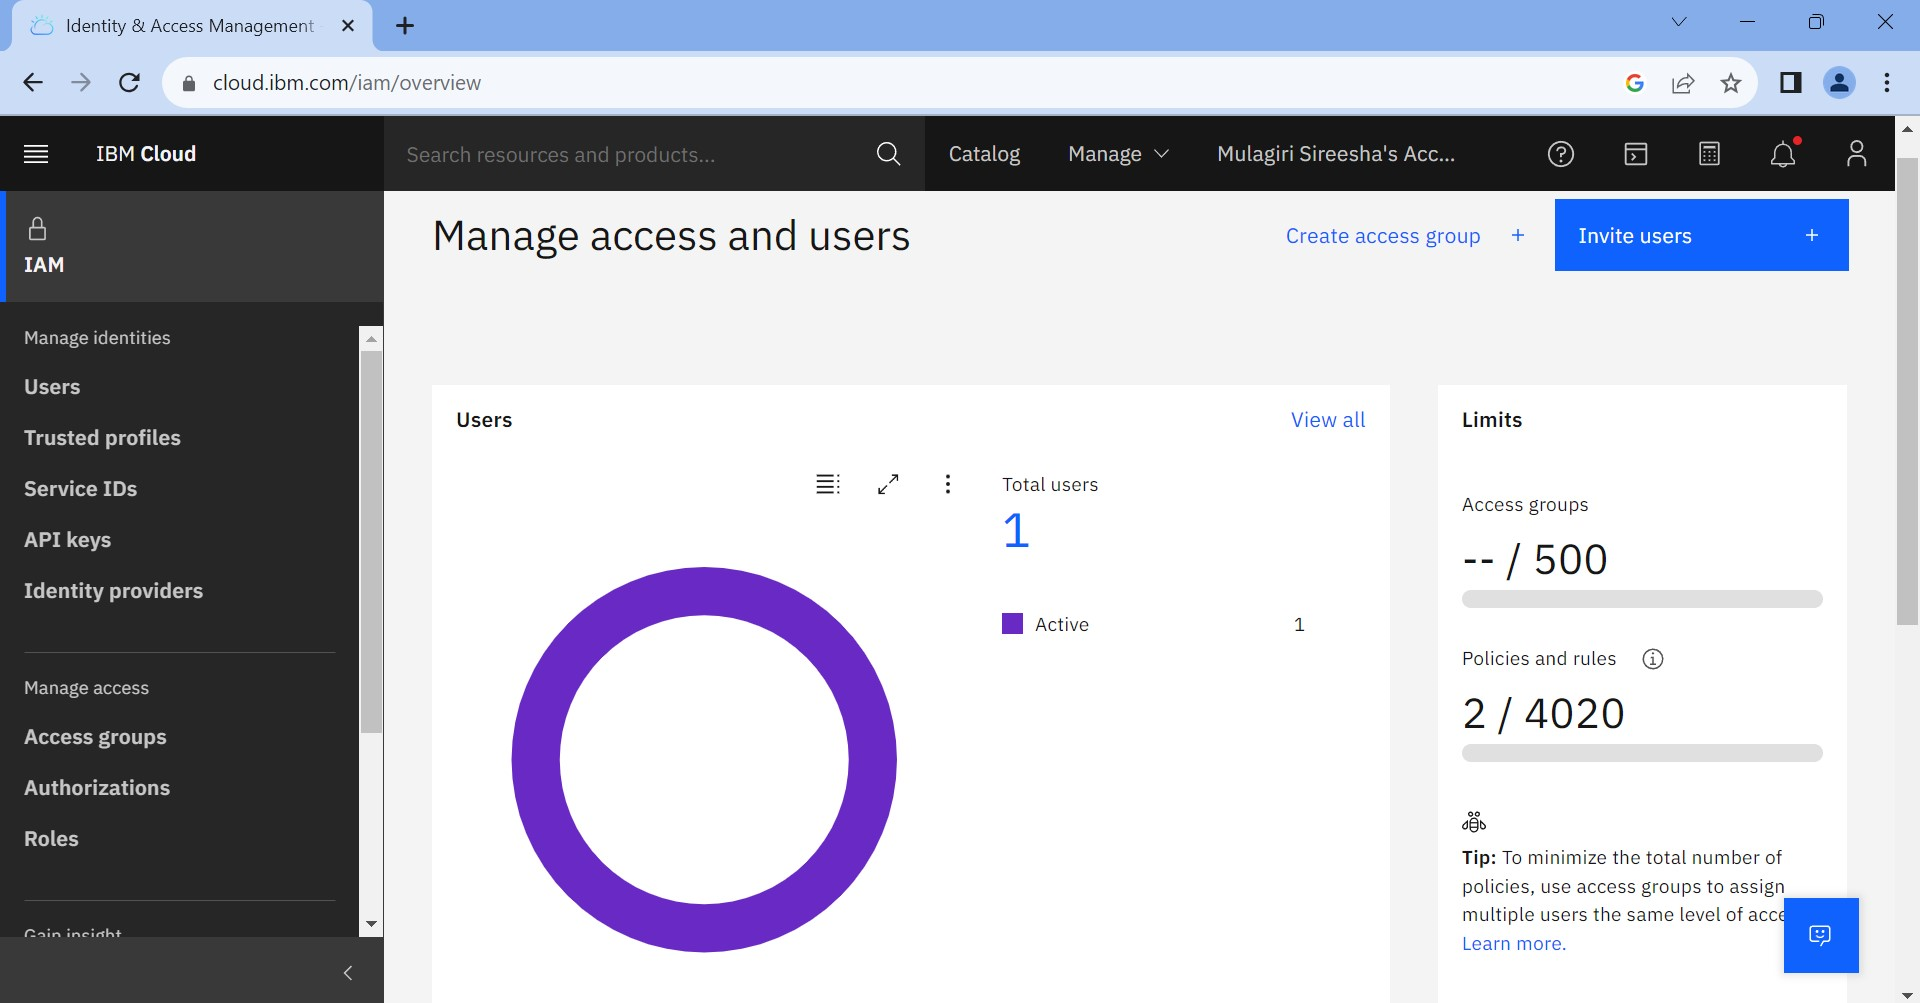 Identity & Access Management
cloud.ibm.com/iam/overview
IBM Cloud
Search resources and products...
Catalog
Manage
Mulagiri Sireesha's Acc...
IAM
Manage identities
Users
Trusted profiles
Service IDs
API keys
Identity providers
Manage access
Access groups
Authorizations
Roles
Gain insight
Manage access and users
Create access group +
Invite users +
Users
View all
Total users
1
Active 1
Limits
Access groups
-- / 500
Policies and rules
2 / 4020
Tip: To minimize the total number of
policies, use access groups to assign
multiple users the same level of acce
Learn more.